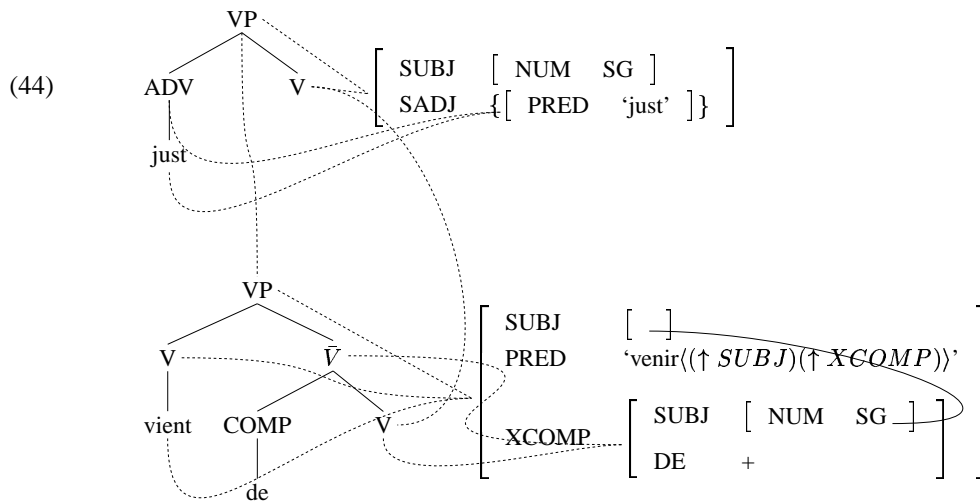 VP
SUBJ [ NUM SG ]
(44) ADV V
SADJ {[ PRED ‘just’ ]}
just
VP
SUBJ [ ]
V V̄ PRED ‘venir⟨(↑ SUBJ)(↑ XCOMP)⟩’
SUBJ [ NUM SG ]
vient COMP V XCOMP
DE +
de